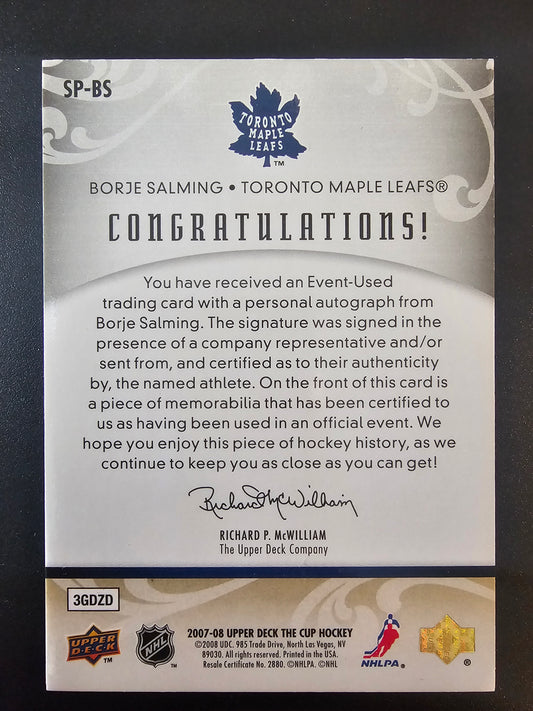 SP-BS
TORONTO
MAPLE
LEAFS
TM
BORJE SALMING • TORONTO MAPLE LEAFS®
CONGRATULATIONS!
You have received an Event-Used
trading card with a personal autograph from
Borje Salming. The signature was signed in the
presence of a company representative and/or
sent from, and certified as to their authenticity
by, the named athlete. On the front of this card is
a piece of memorabilia that has been certified to
us as having been used in an official event. We
hope you enjoy this piece of hockey history, as we
continue to keep you as close as you can get!
Richard P. McWilliam
RICHARD P. McWILLIAM
The Upper Deck Company
3GDZD
UPPER
DECK
TM
NHL
TM
2007-08 UPPER DECK THE CUP HOCKEY
©2008 UDC. 985 Trade Drive, North Las Vegas, NV
89030. All rights reserved. Printed in the USA.
Resale Certificate No. 2880. ©NHLPA. ©NHL
NHLPA
®
UPPER DECK
®